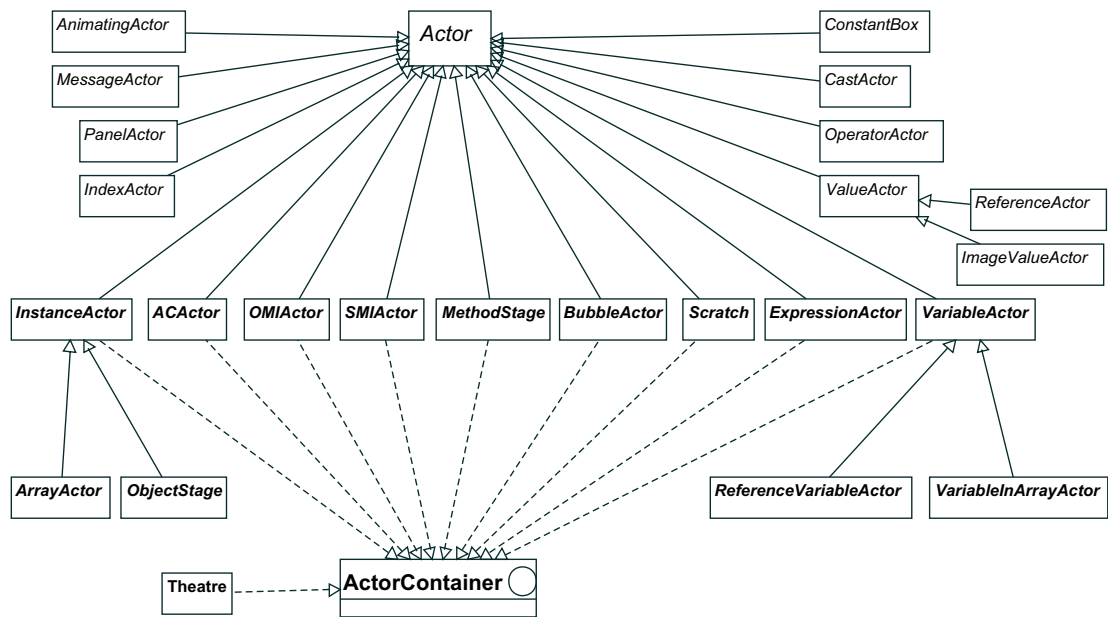 AnimatingActor
Actor
ConstantBox
MessageActor
CastActor
PanelActor
OperatorActor
IndexActor
ValueActor
ReferenceActor
ImageValueActor
InstanceActor
ACActor
OMIActor
SMIActor
MethodStage
BubbleActor
Scratch
ExpressionActor
VariableActor
ArrayActor
ObjectStage
ReferenceVariableActor
VariableInArrayActor
Theatre
ActorContainer